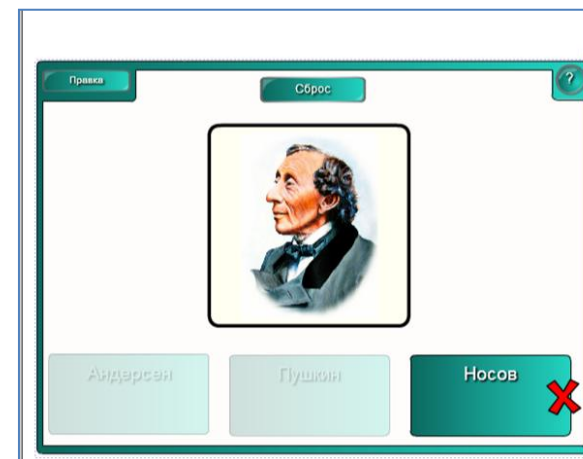 Правка
Сброс
?
Андерсен
Пушкин
Носов